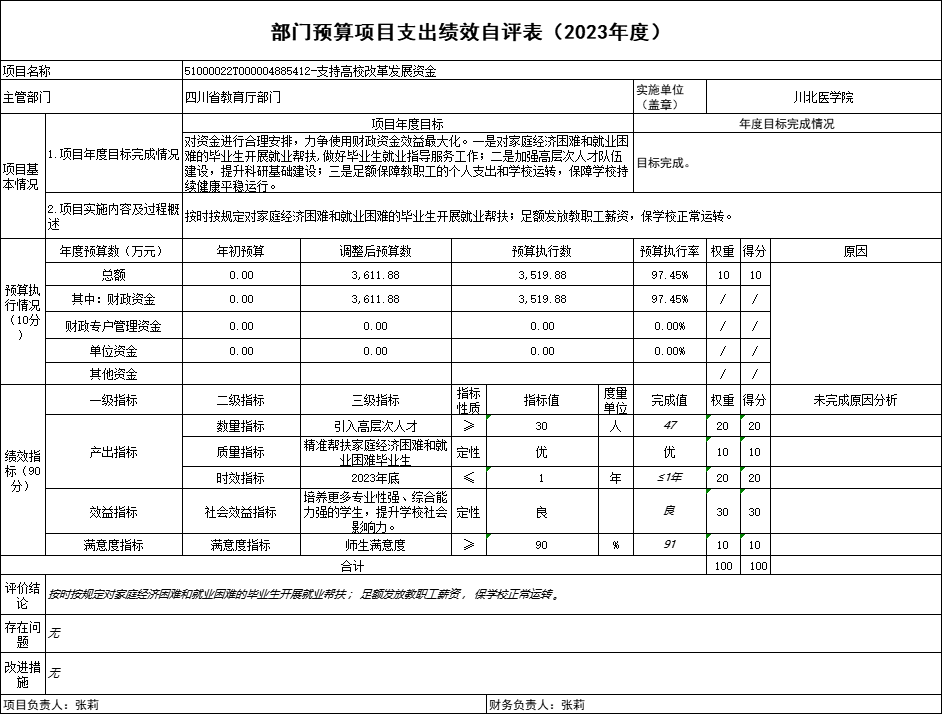 部门预算项目支出绩效自评表（2023年度）
项目名称 51000022T000004885412-支持高校改革发展资金
主管部门 四川省教育厅部门 实施单位（盖章） 川北医学院
项目基本情况
1.项目年度目标完成情况
项目年度目标 年度目标完成情况
对资金进行合理安排，力争使用财政资金效益最大化。一是对家庭经济困难和就业困
难的毕业生开展就业帮扶,做好毕业生就业指导服务工作；二是加强高层次人才队伍
建设，提升科研基础建设；三是足额保障教职工的个人支出和学校运转，保障学校持
续健康平稳运行。
目标完成。
2.项目实施内容及过程概述
按时按规定对家庭经济困难和就业困难的毕业生开展就业帮扶；足额发放教职工薪资，保学校正常运转。
预算执行情况（10分）
年度预算数（万元） 年初预算 调整后预算数 预算执行数 预算执行率 权重 得分 原因
总额 0.00 3,611.88 3,519.88 97.45% 10 10
其中：财政资金 0.00 3,611.88 3,519.88 97.45% / /
财政专户管理资金 0.00 0.00 0.00 0.00% / /
单位资金 0.00 0.00 0.00 0.00% / /
其他资金 / /
绩效指标（90分）
一级指标 二级指标 三级指标 指标性质 指标值 度量单位 完成值 权重 得分 未完成原因分析
产出指标
数量指标 引入高层次人才 ≥ 30 人 47 20 20
质量指标 精准帮扶家庭经济困难和就业困难毕业生 定性 优 优 10 10
时效指标 2023年底 ≤ 1 年 ≤1年 20 20
效益指标 社会效益指标 培养更多专业性强、综合能力强的学生，提升学校社会影响力。 定性 良 良 30 30
满意度指标 满意度指标 师生满意度 ≥ 90 % 91 10 10
合计 100 100
评价结论 按时按规定对家庭经济困难和就业困难的毕业生开展就业帮扶；足额发放教职工薪资，保学校正常运转。
存在问题 无
改进措施 无
项目负责人：张莉 财务负责人：张莉